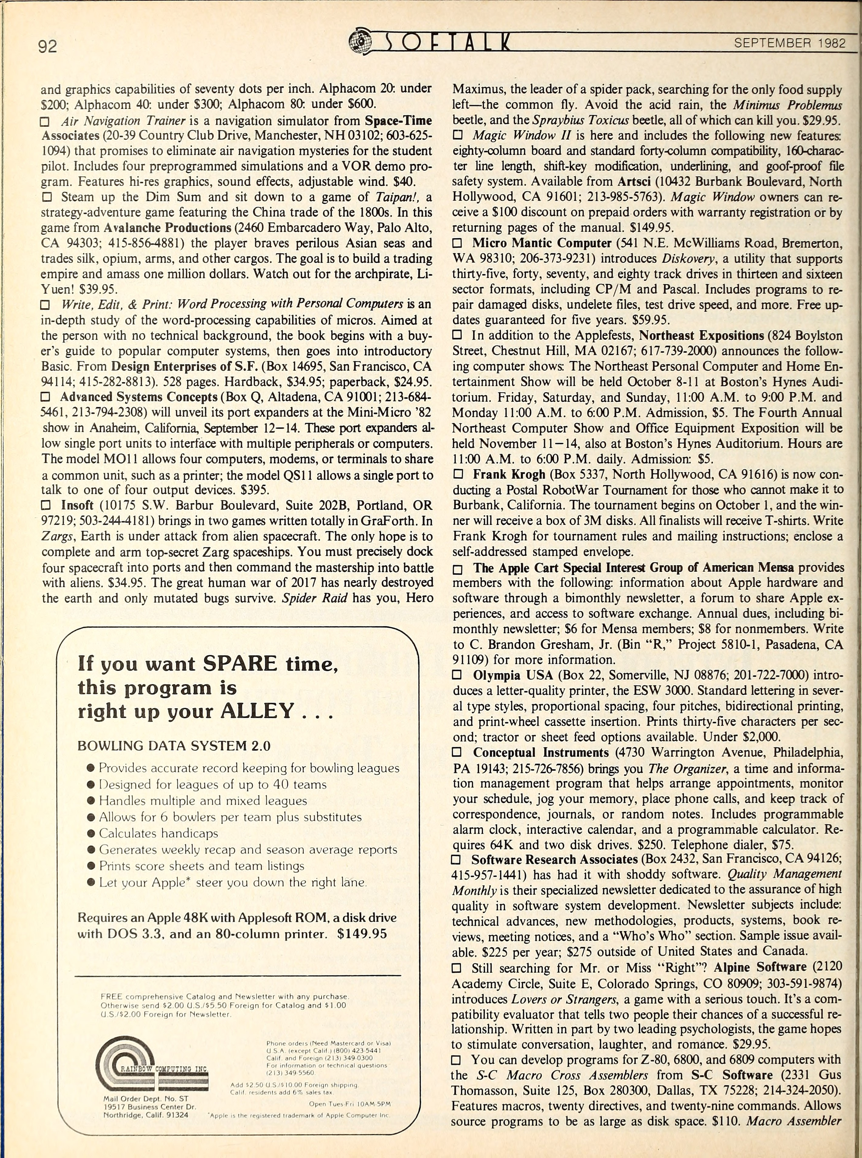 92
SOFTALK
SEPTEMBER 1982
and graphics capabilities of seventy dots per inch. Alphacom 20: under
$200; Alphacom 40: under $300; Alphacom 80: under $600.
□ Air Navigation Trainer is a navigation simulator from Space-Time
Associates (20-39 Country Club Drive, Manchester, NH 03102; 603-625-
1094) that promises to eliminate air navigation mysteries for the student
pilot. Includes four preprogrammed simulations and a VOR demo pro-
gram. Features hi-res graphics, sound effects, adjustable wind. $40.
□ Steam up the Dim Sum and sit down to a game of Taipan!, a
strategy-adventure game featuring the China trade of the 1800s. In this
game from Avalanche Productions (2460 Embarcadero Way, Palo Alto,
CA 94303; 415-856-4881) the player braves perilous Asian seas and
trades silk, opium, arms, and other cargos. The goal is to build a trading
empire and amass one million dollars. Watch out for the archpirate, Li-
Yuen! $39.95.
□ Write, Edit, & Print: Word Processing with Personal Computers is an
in-depth study of the word-processing capabilities of micros. Aimed at
the person with no technical background, the book begins with a buy-
er's guide to popular computer systems, then goes into introductory
Basic. From Design Enterprises of S.F. (Box 14695, San Francisco, CA
94114; 415-282-8813). 528 pages. Hardback, $34.95; paperback, $24.95.
□ Advanced Systems Concepts (Box Q, Altadena, CA 91001; 213-684-
5461, 213-794-2308) will unveil its port expanders at the Mini-Micro '82
show in Anaheim, California, September 12–14. These port expanders al-
low single port units to interface with multiple peripherals or computers.
The model MO11 allows four computers, modems, or terminals to share
a common unit, such as a printer; the model QS11 allows a single port to
talk to one of four output devices. $395.
□ Insoft (10175 S.W. Barbur Boulevard, Suite 202B, Portland, OR
97219; 503-244-4181) brings in two games written totally in GraForth. In
Zargs, Earth is under attack from alien spacecraft. The only hope is to
complete and arm top-secret Zarg spaceships. You must precisely dock
four spacecraft into ports and then command the mastership into battle
with aliens. $34.95. The great human war of 2017 has nearly destroyed
the earth and only mutated bugs survive. Spider Raid has you, Hero
If you want SPARE time,
this program is
right up your ALLEY . . .
BOWLING DATA SYSTEM 2.0
● Provides accurate record keeping for bowling leagues
● Designed for leagues of up to 40 teams
● Handles multiple and mixed leagues
● Allows for 6 bowlers per team plus substitutes
● Calculates handicaps
● Generates weekly recap and season average reports
● Prints score sheets and team listings
● Let your Apple* steer you down the right lane.
Requires an Apple 48K with Applesoft ROM, a disk drive
with DOS 3.3, and an 80-column printer. $149.95
FREE comprehensive Catalog and Newsletter with any purchase.
Otherwise send $2.00 U.S./$5.50 Foreign for Catalog and $1.00
U.S./$2.00 Foreign for Newsletter.
RAINBOW COMPUTING INC.
Mail Order Dept. No. ST
19517 Business Center Dr.
Northridge, Calif. 91324
Phone orders (Need Mastercard or Visa)
U.S.A. (except Calif.) (800) 423-5441
Calif. and Foreign (213) 349-0300
For information or technical questions
(213) 349-5560
Add $2.50 U.S./$10.00 Foreign shipping.
Calif. residents add 6% sales tax.
Open Tues-Fri 10AM-5PM
*Apple is the registered trademark of Apple Computer Inc.
Maximus, the leader of a spider pack, searching for the only food supply
left—the common fly. Avoid the acid rain, the Minimus Problemus
beetle, and the Spraybius Toxicus beetle, all of which can kill you. $29.95.
□ Magic Window II is here and includes the following new features:
eighty-column board and standard forty-column compatibility, 160-charac-
ter line length, shift-key modification, underlining, and goof-proof file
safety system. Available from Artsci (10432 Burbank Boulevard, North
Hollywood, CA 91601; 213-985-5763). Magic Window owners can re-
ceive a $100 discount on prepaid orders with warranty registration or by
returning pages of the manual. $149.95.
□ Micro Mantic Computer (541 N.E. McWilliams Road, Bremerton,
WA 98310; 206-373-9231) introduces Diskovery, a utility that supports
thirty-five, forty, seventy, and eighty track drives in thirteen and sixteen
sector formats, including CP/M and Pascal. Includes programs to re-
pair damaged disks, undelete files, test drive speed, and more. Free up-
dates guaranteed for five years. $59.95.
□ In addition to the Applefests, Northeast Expositions (824 Boylston
Street, Chestnut Hill, MA 02167; 617-739-2000) announces the follow-
ing computer shows: The Northeast Personal Computer and Home En-
tertainment Show will be held October 8-11 at Boston's Hynes Audi-
torium. Friday, Saturday, and Sunday, 11:00 A.M. to 9:00 P.M. and
Monday 11:00 A.M. to 6:00 P.M. Admission, $5. The Fourth Annual
Northeast Computer Show and Office Equipment Exposition will be
held November 11–14, also at Boston's Hynes Auditorium. Hours are
11:00 A.M. to 6:00 P.M. daily. Admission: $5.
□ Frank Krogh (Box 5337, North Hollywood, CA 91616) is now con-
ducting a Postal RobotWar Tournament for those who cannot make it to
Burbank, California. The tournament begins on October 1, and the win-
ner will receive a box of 3M disks. All finalists will receive T-shirts. Write
Frank Krogh for tournament rules and mailing instructions; enclose a
self-addressed stamped envelope.
□ The Apple Cart Special Interest Group of American Mensa provides
members with the following: information about Apple hardware and
software through a bimonthly newsletter, a forum to share Apple ex-
periences, and access to software exchange. Annual dues, including bi-
monthly newsletter; $6 for Mensa members; $8 for nonmembers. Write
to C. Brandon Gresham, Jr. (Bin "R," Project 5810-1, Pasadena, CA
91109) for more information.
□ Olympia USA (Box 22, Somerville, NJ 08876; 201-722-7000) intro-
duces a letter-quality printer, the ESW 3000. Standard lettering in sever-
al type styles, proportional spacing, four pitches, bidirectional printing,
and print-wheel cassette insertion. Prints thirty-five characters per sec-
ond; tractor or sheet feed options available. Under $2,000.
□ Conceptual Instruments (4730 Warrington Avenue, Philadelphia,
PA 19143; 215-726-7856) brings you The Organizer, a time and informa-
tion management program that helps arrange appointments, monitor
your schedule, jog your memory, place phone calls, and keep track of
correspondence, journals, or random notes. Includes programmable
alarm clock, interactive calendar, and a programmable calculator. Re-
quires 64K and two disk drives. $250. Telephone dialer, $75.
□ Software Research Associates (Box 2432, San Francisco, CA 94126;
415-957-1441) has had it with shoddy software. Quality Management
Monthly is their specialized newsletter dedicated to the assurance of high
quality in software system development. Newsletter subjects include:
technical advances, new methodologies, products, systems, book re-
views, meeting notices, and a "Who's Who" section. Sample issue avail-
able. $225 per year; $275 outside of United States and Canada.
□ Still searching for Mr. or Miss "Right"? Alpine Software (2120
Academy Circle, Suite E, Colorado Springs, CO 80909; 303-591-9874)
introduces Lovers or Strangers, a game with a serious touch. It's a com-
patibility evaluator that tells two people their chances of a successful re-
lationship. Written in part by two leading psychologists, the game hopes
to stimulate conversation, laughter, and romance. $29.95.
□ You can develop programs for Z-80, 6800, and 6809 computers with
the S-C Macro Cross Assemblers from S-C Software (2331 Gus
Thomasson, Suite 125, Box 280300, Dallas, TX 75228; 214-324-2050).
Features macros, twenty directives, and twenty-nine commands. Allows
source programs to be as large as disk space. $110. Macro Assembler